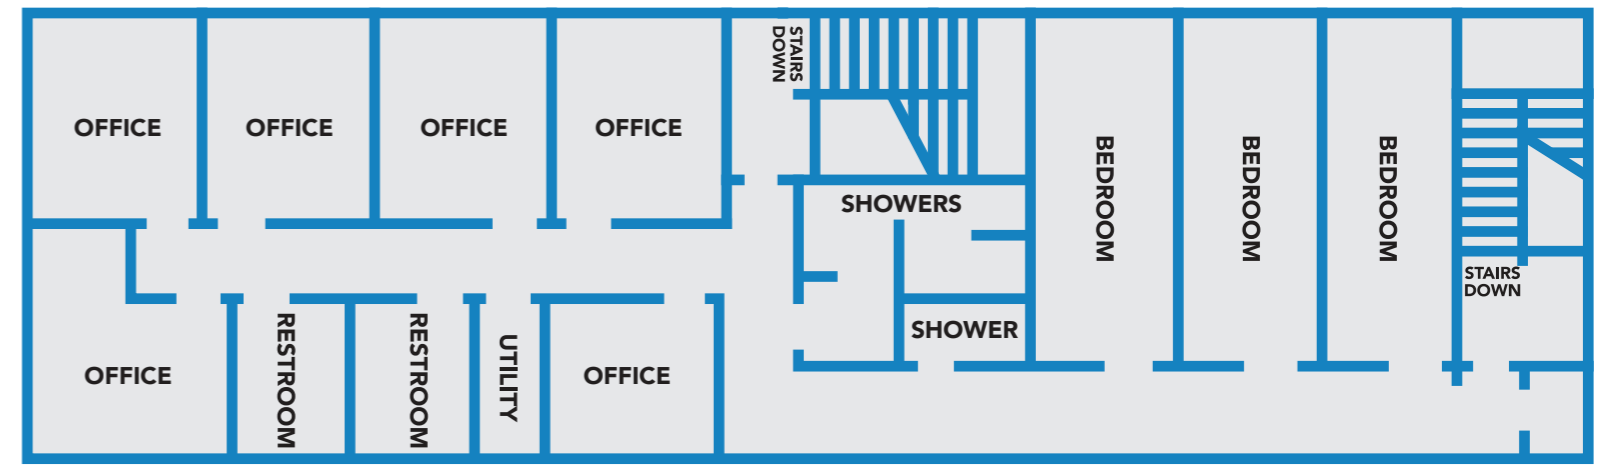 STAIRS
DOWN
OFFICE
OFFICE
OFFICE
OFFICE
BEDROOM
BEDROOM
BEDROOM
SHOWERS
STAIRS
DOWN
SHOWER
OFFICE
RESTROOM
RESTROOM
UTILITY
OFFICE